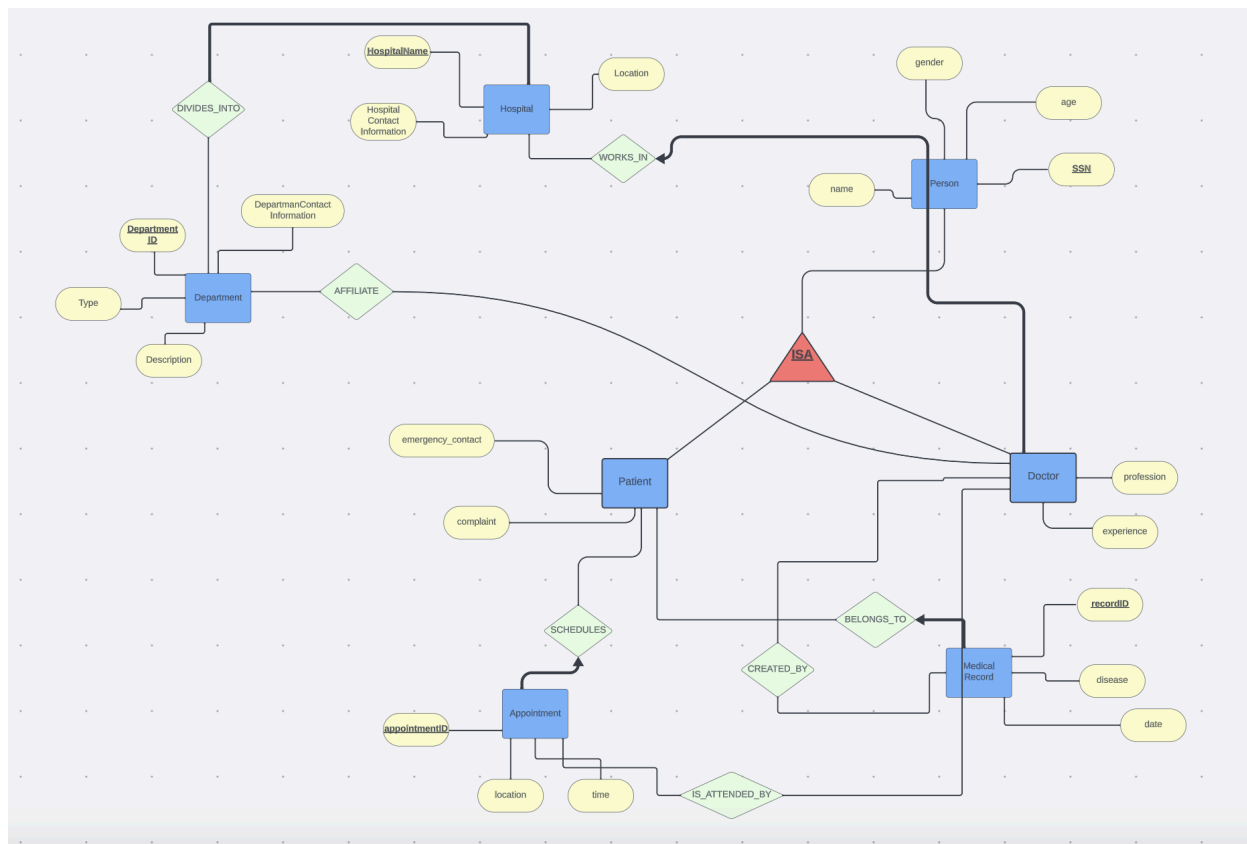 HospitalName
Location
gender
age
DIVIDES_INTO
Hospital
Hospital
Contact
Information
WORKS_IN
SSN
Person
name
DepartmanContact
Information
Department
ID
AFFILIATE
Type
Department
Description
ISA
emergency_contact
Patient
Doctor
profession
complaint
experience
recordID
SCHEDULES
BELONGS_TO
CREATED_BY
Medical
Record
disease
Appointment
appointmentID
date
location
time
IS_ATTENDED_BY